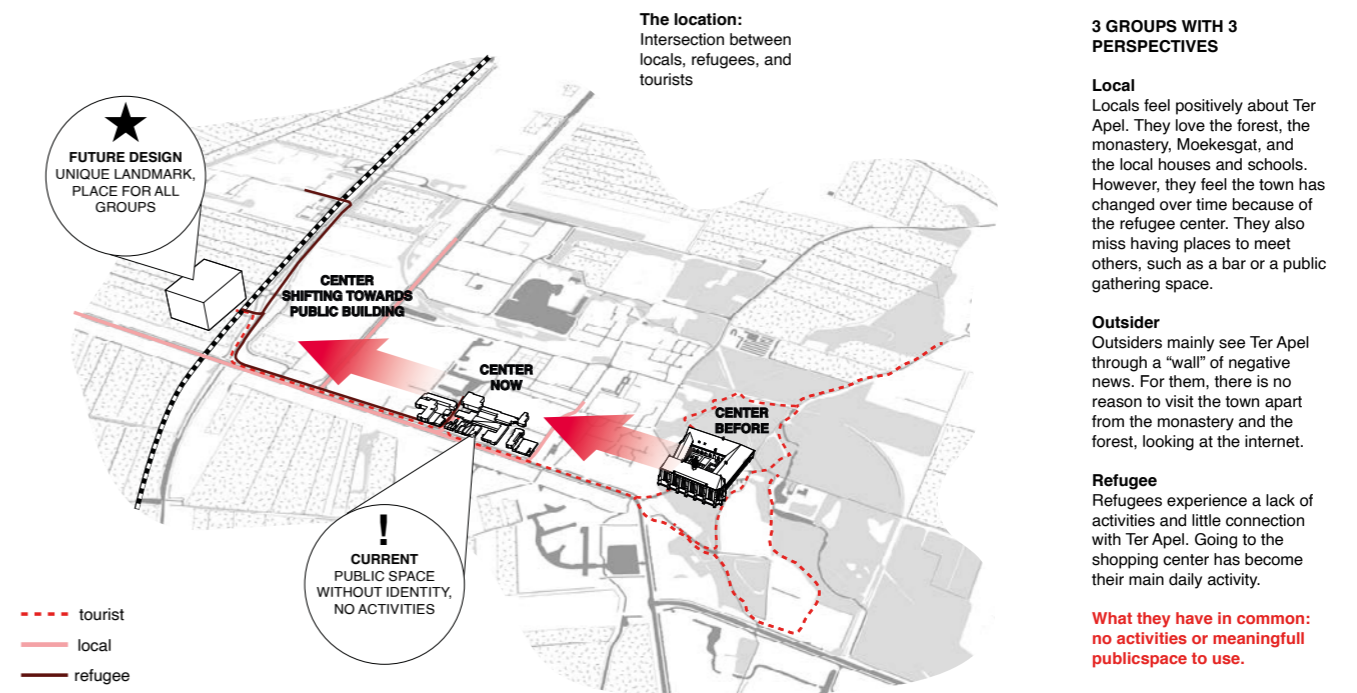 The location:
Intersection between
locals, refugees, and
tourists
FUTURE DESIGN
UNIQUE LANDMARK,
PLACE FOR ALL
GROUPS
CENTER
SHIFTING TOWARDS
PUBLIC BUILDING
CENTER
NOW
CENTER
BEFORE
!
CURRENT
PUBLIC SPACE
WITHOUT IDENTITY,
NO ACTIVITIES
tourist
local
refugee
3 GROUPS WITH 3
PERSPECTIVES
Local
Locals feel positively about Ter
Apel. They love the forest, the
monastery, Moekesgat, and
the local houses and schools.
However, they feel the town has
changed over time because of
the refugee center. They also
miss having places to meet
others, such as a bar or a public
gathering space.
Outsider
Outsiders mainly see Ter Apel
through a “wall” of negative
news. For them, there is no
reason to visit the town apart
from the monastery and the
forest, looking at the internet.
Refugee
Refugees experience a lack of
activities and little connection
with Ter Apel. Going to the
shopping center has become
their main daily activity.
What they have in common:
no activities or meaningfull
publicspace to use.